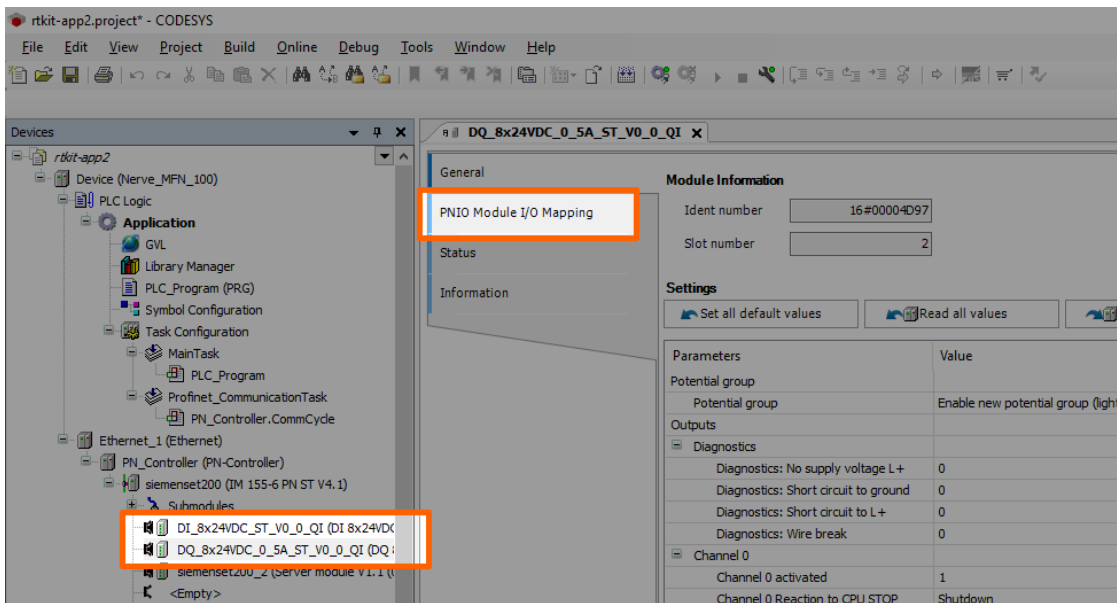 rtkit-app2.project* - CODESYS
File Edit View Project Build Online Debug Tools Window Help
Devices
rtkit-app2
Device (Nerve_MFN_100)
PLC Logic
Application
GVL
Library Manager
PLC_Program (PRG)
Symbol Configuration
Task Configuration
MainTask
PLC_Program
Profinet_CommunicationTask
PN_Controller.CommCycle
Ethernet_1 (Ethernet)
PN_Controller (PN-Controller)
siemenset200 (IM 155-6 PN ST V4.1)
Submodules
DI_8x24VDC_ST_V0_0_QI (DI 8x24VDC
DQ_8x24VDC_0_5A_ST_V0_0_QI (DQ
siemenset200_2 (Server module V1.1
<Empty>
DQ_8x24VDC_0_5A_ST_V0_0_QI X
General
PNIO Module I/O Mapping
Status
Information
Module Information
Ident number 16#00004D97
Slot number 2
Settings
Set all default values Read all values
Parameters Value
Potential group
Potential group Enable new potential group (ligh
Outputs
Diagnostics
Diagnostics: No supply voltage L+ 0
Diagnostics: Short circuit to ground 0
Diagnostics: Short circuit to L+ 0
Diagnostics: Wire break 0
Channel 0
Channel 0 activated 1
Channel 0 Reaction to CPU STOP Shutdown